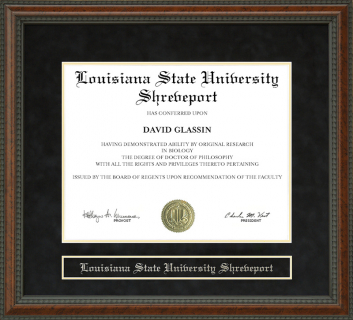 Louisiana State University
Shreveport
HAS CONFERRED UPON
DAVID GLASSIN
HAVING DEMONSTRATED ABILITY BY ORIGINAL RESEARCH
IN BIOLOGY
THE DEGREE OF DOCTOR OF PHILOSOPHY
WITH ALL THE RIGHTS AND PRIVILEGES THERETO PERTAINING
ISSUED BY THE BOARD OF REGENTS UPON RECOMMENDATION OF THE FACULTY
PROVOST
PRESIDENT
Louisiana State University Shreveport